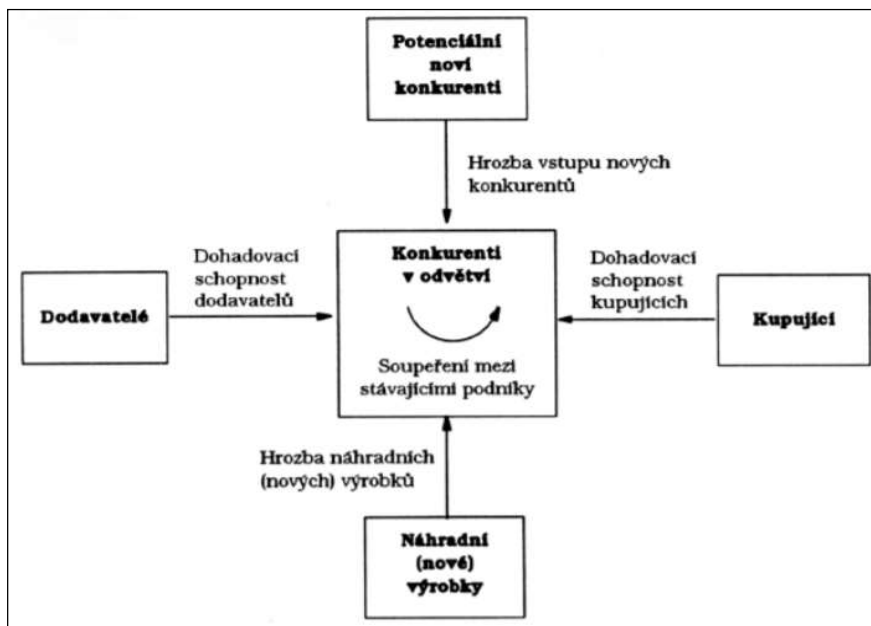 Potenciální
noví
konkurenti
Hrozba vstupu nových
konkurentů
Dohadovací
schopnost
dodavatelů
Konkurenti
v odvětví
Dohadovací
schopnost
kupujících
Dodavatelé
Kupující
Soupeření mezi
stávajícími podniky
Hrozba náhradních
(nových) výrobků
Náhradní
(nové)
výrobky